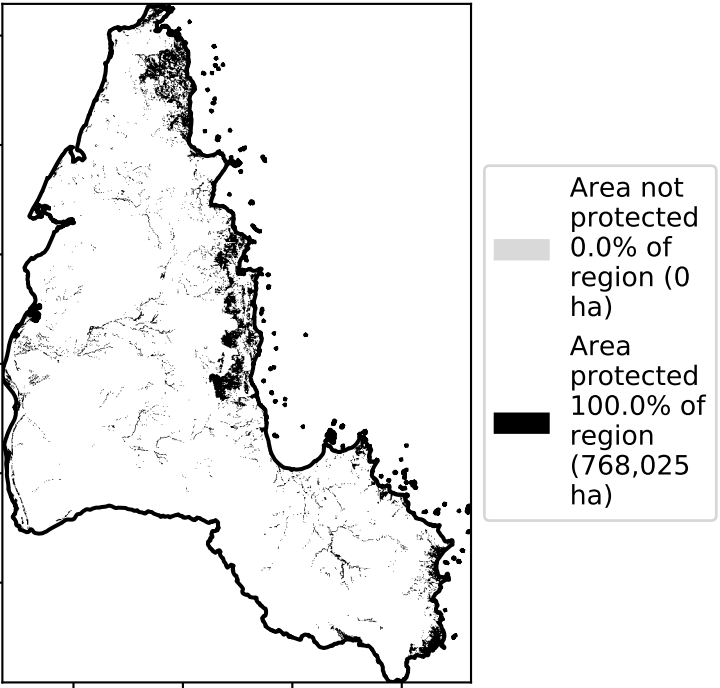 Area not
protected
0.0% of
region (0
ha)
Area
protected
100.0% of
region
(768,025
ha)